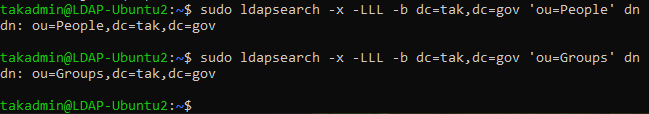 takadmin@LDAP-Ubuntu2:~$ sudo ldapsearch -x -LLL -b dc=tak,dc=gov 'ou=People' dn
dn: ou=People,dc=tak,dc=gov
takadmin@LDAP-Ubuntu2:~$ sudo ldapsearch -x -LLL -b dc=tak,dc=gov 'ou=Groups' dn
dn: ou=Groups,dc=tak,dc=gov
takadmin@LDAP-Ubuntu2:~$